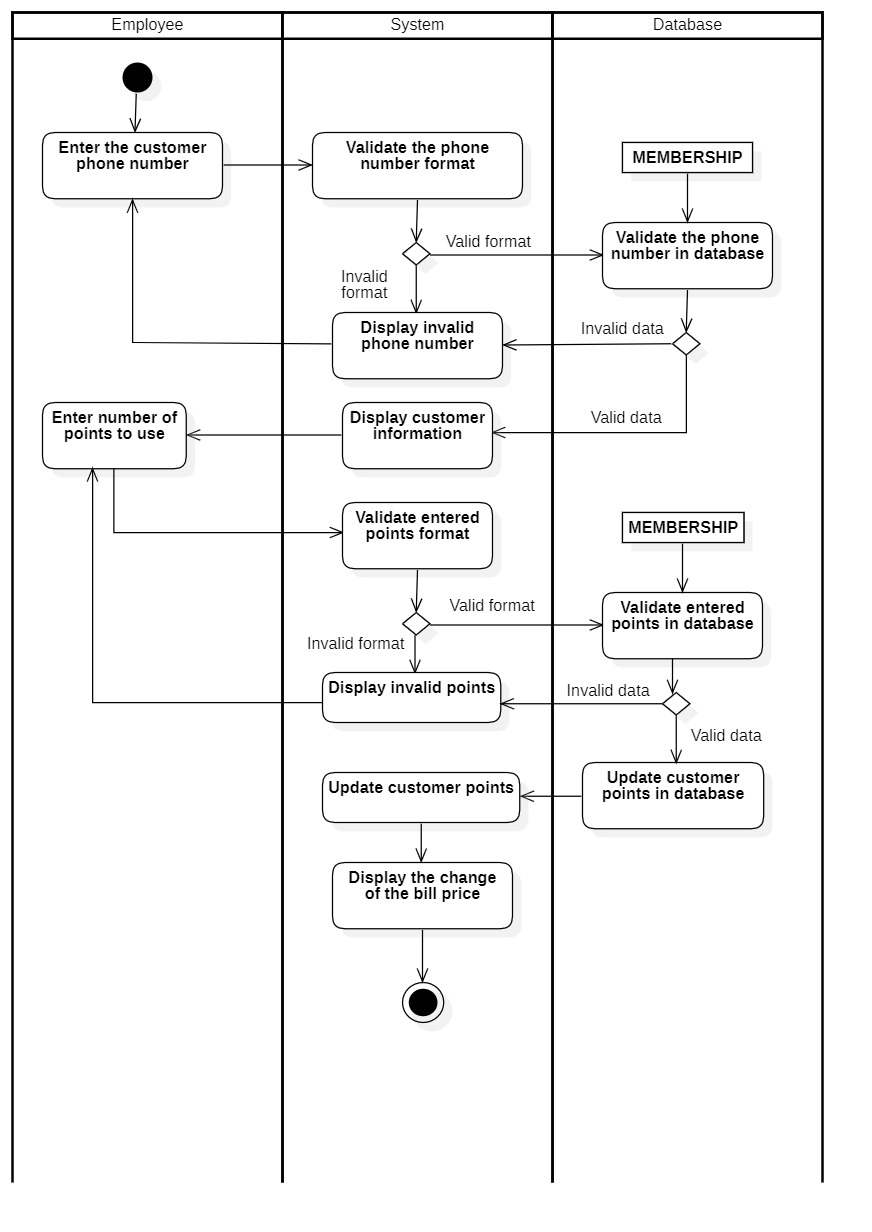 Employee
System
Database
Enter the customer
phone number
Validate the phone
number format
MEMBERSHIP
Validate the phone
number in database
Valid format
Invalid
format
Display invalid
phone number
Invalid data
Valid data
Enter number of
points to use
Display customer
information
Validate entered
points format
MEMBERSHIP
Valid format
Validate entered
points in database
Invalid format
Display invalid points
Invalid data
Valid data
Update customer points
Update customer
points in database
Display the change
of the bill price